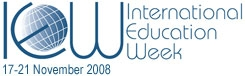 IEW International
Education
Week
17-21 November 2008